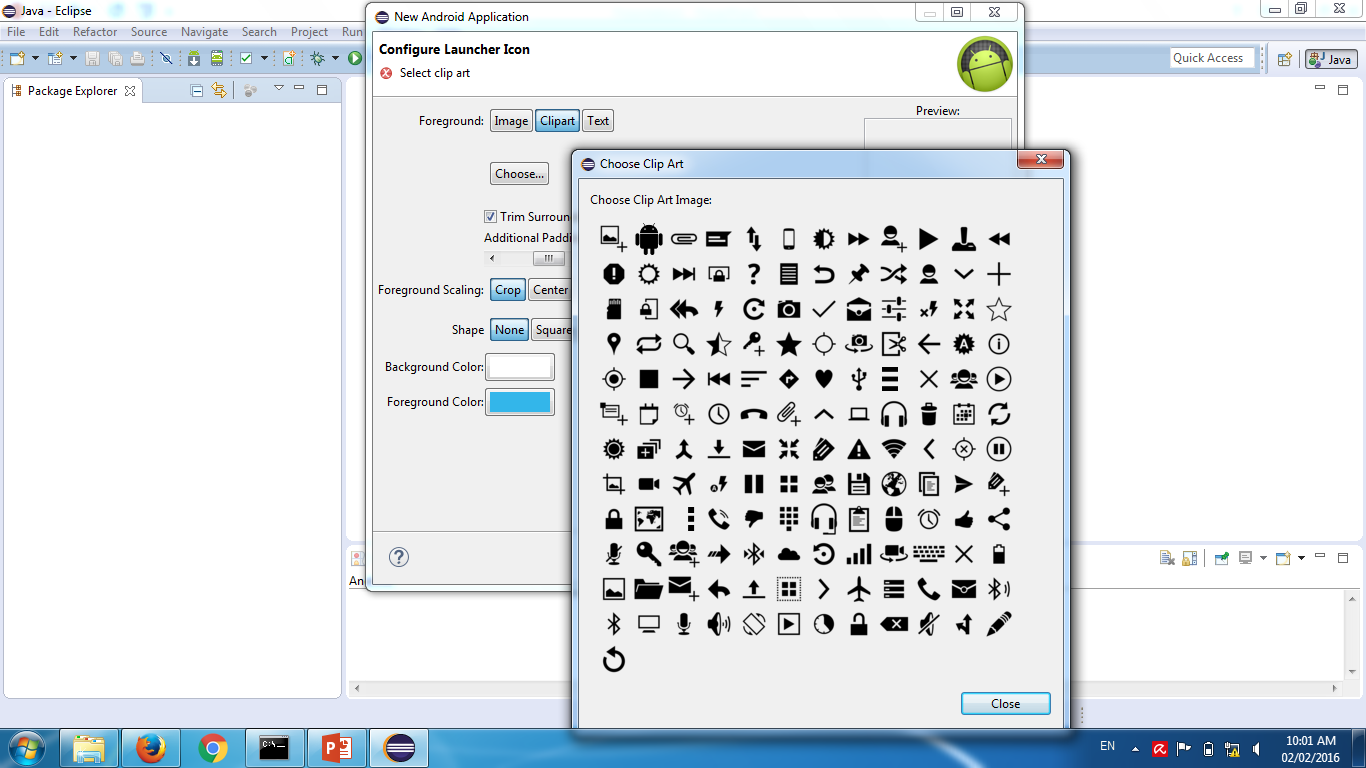 Java - Eclipse
File Edit Refactor Source Navigate Search Project Run
Quick Access
Java
Package Explorer
New Android Application
Configure Launcher Icon
Select clip art
Foreground: Image Clipart Text
Preview:
Choose...
Trim
Additional
Foreground Scaling: Crop Center
Shape None Square
Background Color:
Foreground Color:
Choose Clip Art
Choose Clip Art Image:
Close
EN
10:01 AM
02/02/2016